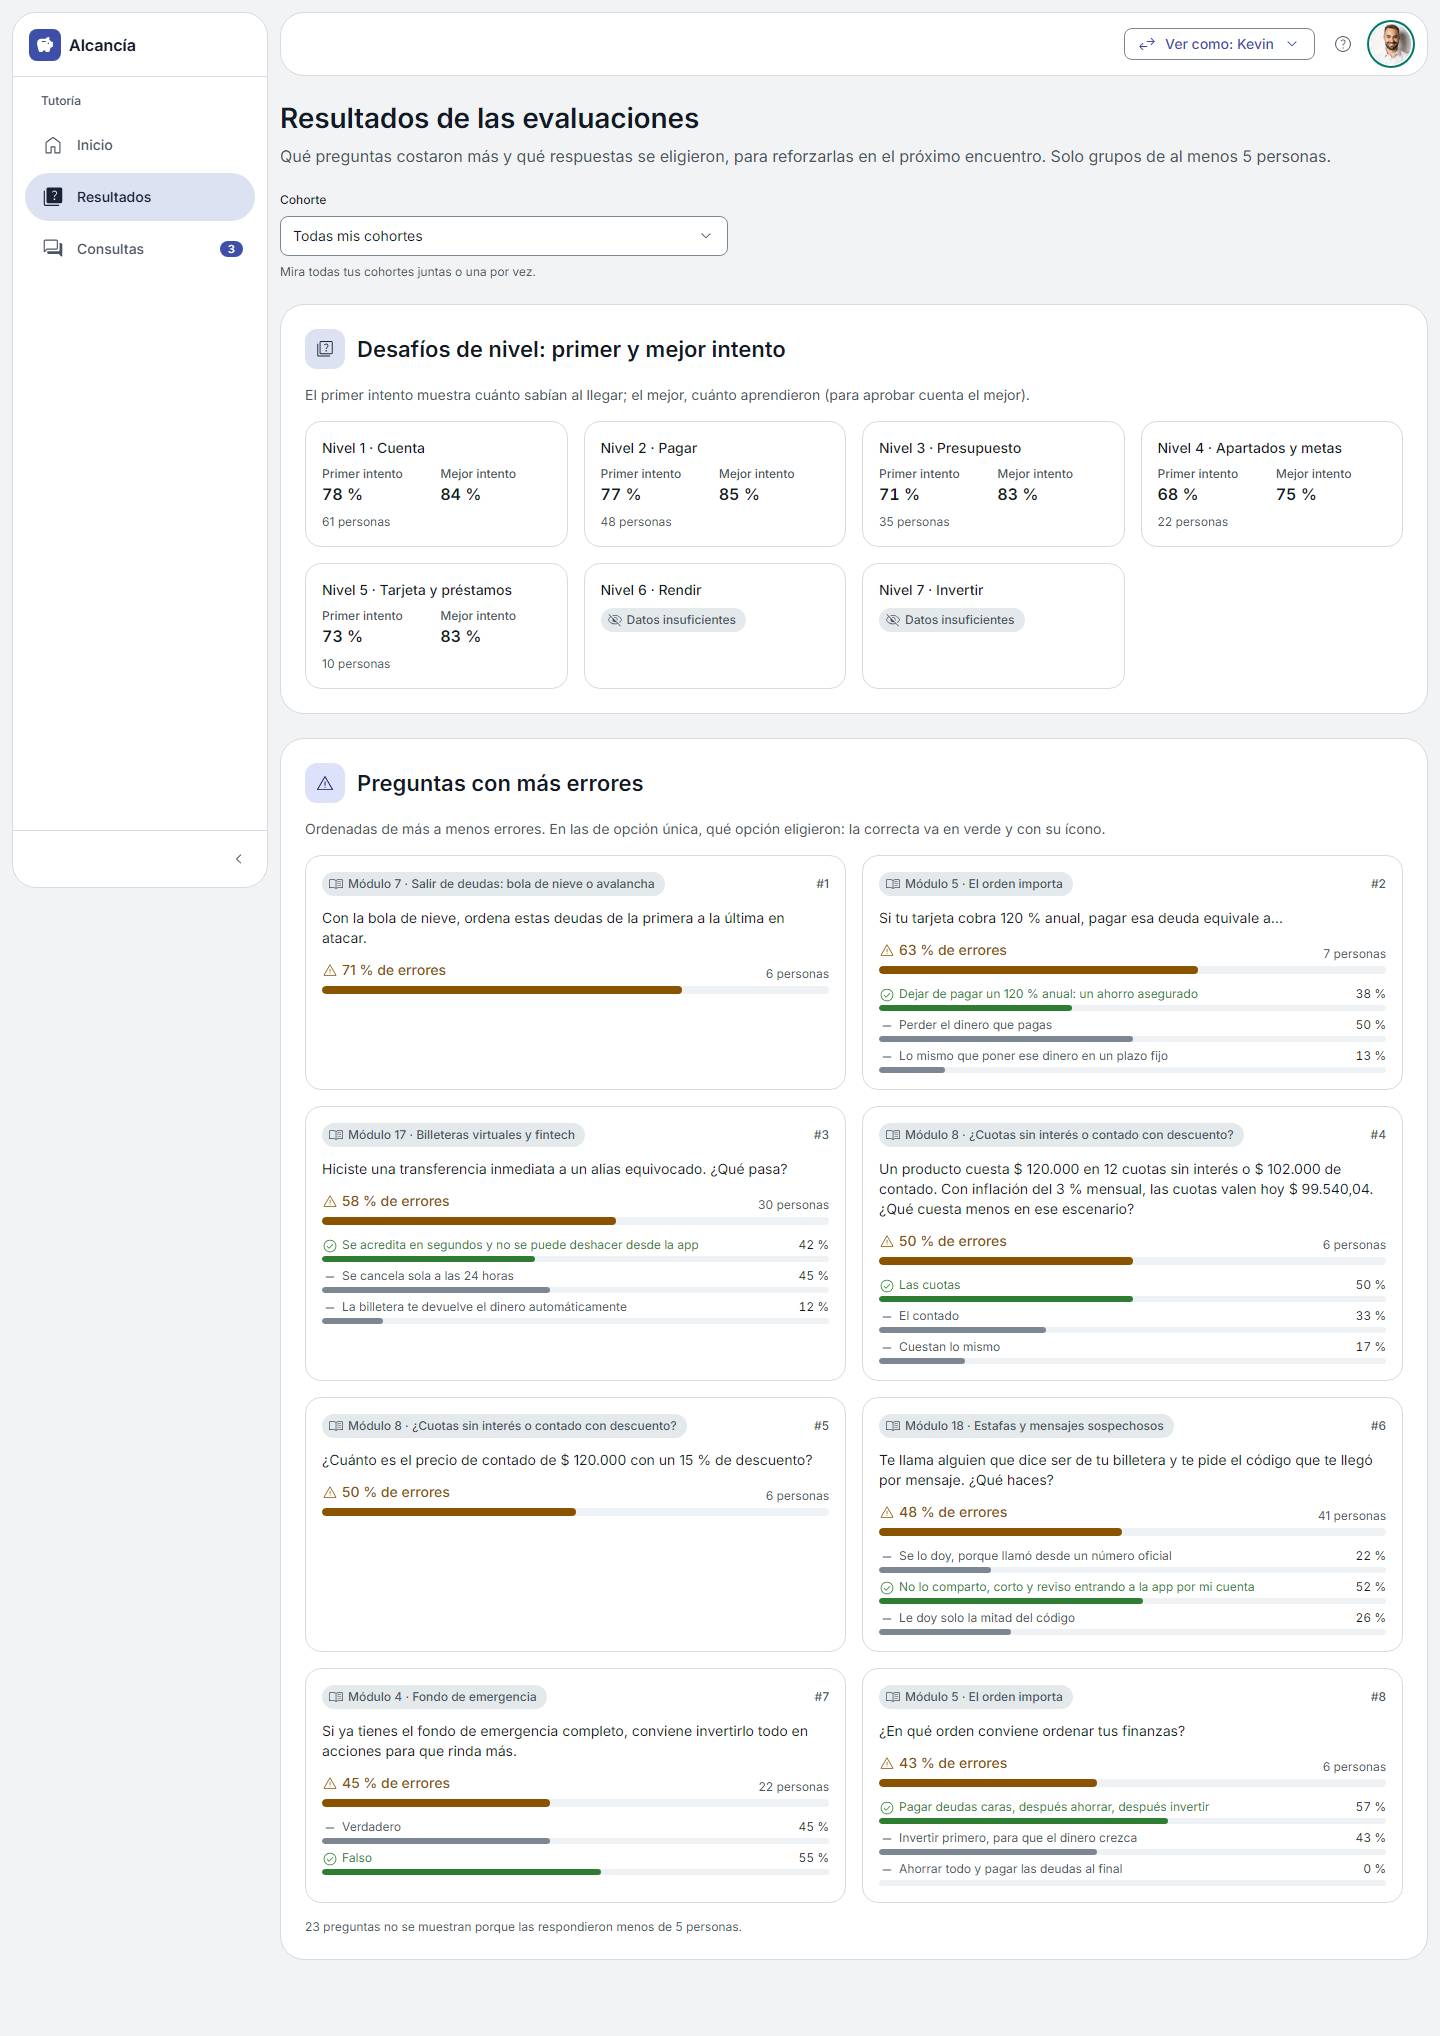 Alcancía
Ver como: Kevin
Tutoría
Inicio
Resultados
Consultas
3
Resultados de las evaluaciones
Qué preguntas costaron más y qué respuestas se eligieron, para reforzarlas en el próximo encuentro. Solo grupos de al menos 5 personas.
Cohorte
Todas mis cohortes
Mira todas tus cohortes juntas o una por vez.
Desafíos de nivel: primer y mejor intento
El primer intento muestra cuánto sabían al llegar; el mejor, cuánto aprendieron (para aprobar cuenta el mejor).
Nivel 1 · Cuenta
Primer intento Mejor intento
78 % 84 %
61 personas
Nivel 2 · Pagar
Primer intento Mejor intento
77 % 85 %
48 personas
Nivel 3 · Presupuesto
Primer intento Mejor intento
71 % 83 %
35 personas
Nivel 4 · Apartados y metas
Primer intento Mejor intento
68 % 75 %
22 personas
Nivel 5 · Tarjeta y préstamos
Primer intento Mejor intento
73 % 83 %
10 personas
Nivel 6 · Rendir
Datos insuficientes
Nivel 7 · Invertir
Datos insuficientes
Preguntas con más errores
Ordenadas de más a menos errores. En las de opción única, qué opción eligieron: la correcta va en verde y con su ícono.
Módulo 7 · Salir de deudas: bola de nieve o avalancha #1
Con la bola de nieve, ordena estas deudas de la primera a la última en
atacar.
71 % de errores 6 personas
Módulo 5 · El orden importa #2
Si tu tarjeta cobra 120 % anual, pagar esa deuda equivale a...
63 % de errores 7 personas
Dejar de pagar un 120 % anual: un ahorro asegurado 38 %
– Perder el dinero que pagas 50 %
– Lo mismo que poner ese dinero en un plazo fijo 13 %
Módulo 17 · Billeteras virtuales y fintech #3
Hiciste una transferencia inmediata a un alias equivocado. ¿Qué pasa?
58 % de errores 30 personas
Se acredita en segundos y no se puede deshacer desde la app 42 %
– Se cancela sola a las 24 horas 45 %
– La billetera te devuelve el dinero automáticamente 12 %
Módulo 8 · ¿Cuotas sin interés o contado con descuento? #4
Un producto cuesta $ 120.000 en 12 cuotas sin interés o $ 102.000 de
contado. Con inflación del 3 % mensual, las cuotas valen hoy $ 99.540,04.
¿Qué cuesta menos en ese escenario?
50 % de errores 6 personas
Las cuotas 50 %
– El contado 33 %
– Cuestan lo mismo 17 %
Módulo 8 · ¿Cuotas sin interés o contado con descuento? #5
¿Cuánto es el precio de contado de $ 120.000 con un 15 % de descuento?
50 % de errores 6 personas
Módulo 18 · Estafas y mensajes sospechosos #6
Te llama alguien que dice ser de tu billetera y te pide el código que te llegó
por mensaje. ¿Qué haces?
48 % de errores 41 personas
– Se lo doy, porque llamó desde un número oficial 22 %
No lo comparto, corto y reviso entrando a la app por mi cuenta 52 %
– Le doy solo la mitad del código 26 %
Módulo 4 · Fondo de emergencia #7
Si ya tienes el fondo de emergencia completo, conviene invertirlo todo en
acciones para que rinda más.
45 % de errores 22 personas
– Verdadero 45 %
Falso 55 %
Módulo 5 · El orden importa #8
¿En qué orden conviene ordenar tus finanzas?
43 % de errores 6 personas
Pagar deudas caras, después ahorrar, después invertir 57 %
– Invertir primero, para que el dinero crezca 43 %
– Ahorrar todo y pagar las deudas al final 0 %
23 preguntas no se muestran porque las respondieron menos de 5 personas.